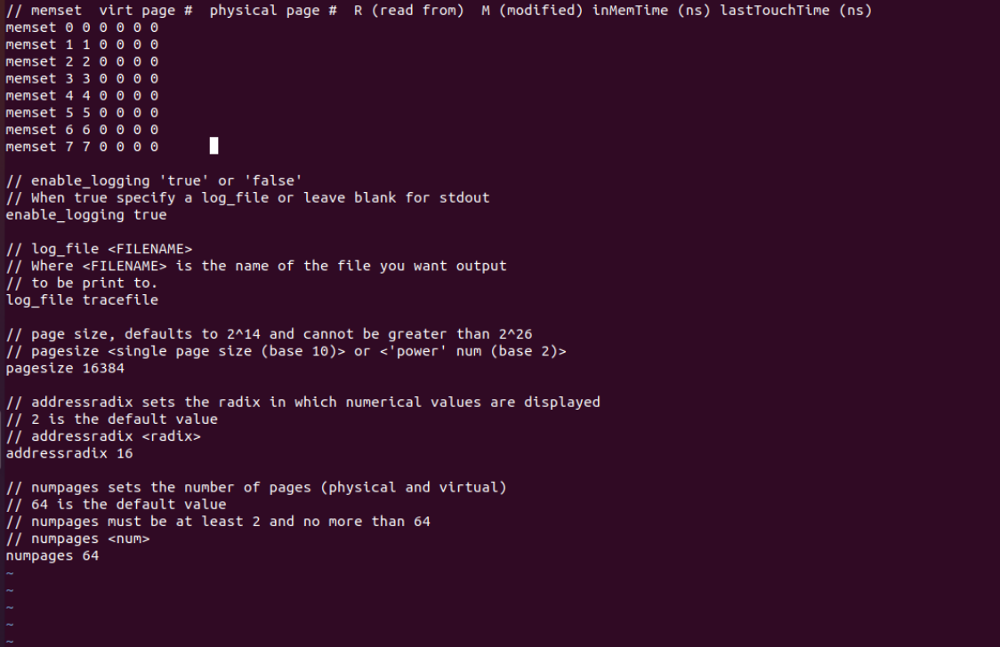 // memset  virt page #  physical page #  R (read from)  M (modified) inMemTime (ns) lastTouchTime (ns)
memset 0 0 0 0 0 0
memset 1 1 0 0 0 0
memset 2 2 0 0 0 0
memset 3 3 0 0 0 0
memset 4 4 0 0 0 0
memset 5 5 0 0 0 0
memset 6 6 0 0 0 0
memset 7 7 0 0 0 0
// enable_logging 'true' or 'false'
// When true specify a log_file or leave blank for stdout
enable_logging true
// log_file <FILENAME>
// Where <FILENAME> is the name of the file you want output
// to be print to.
log_file tracefile
// page size, defaults to 2^14 and cannot be greater than 2^26
// pagesize <single page size (base 10)> or <'power' num (base 2)>
pagesize 16384
// addressradix sets the radix in which numerical values are displayed
// 2 is the default value
// addressradix <radix>
addressradix 16
// numpages sets the number of pages (physical and virtual)
// 64 is the default value
// numpages must be at least 2 and no more than 64
// numpages <num>
numpages 64
~
~
~
~
~